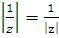 |1/z| = 1/|z|